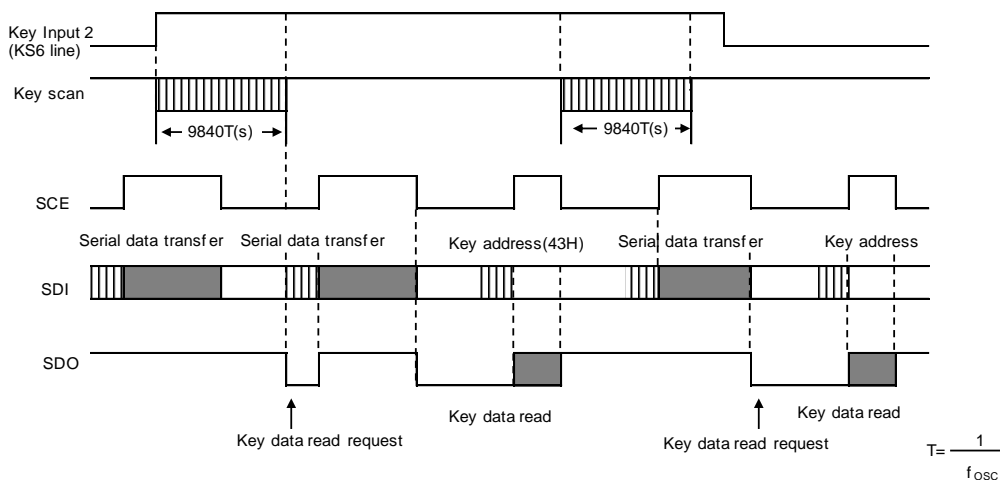 Key Input 2
(KS6 line)
Key scan
9840T(s)
9840T(s)
SCE
Serial data transfer
Serial data transfer
Key address(43H)
Serial data transfer
Key address
SDI
SDO
Key data read
Key data read
Key data read request
Key data read request
T= 1
fOSC